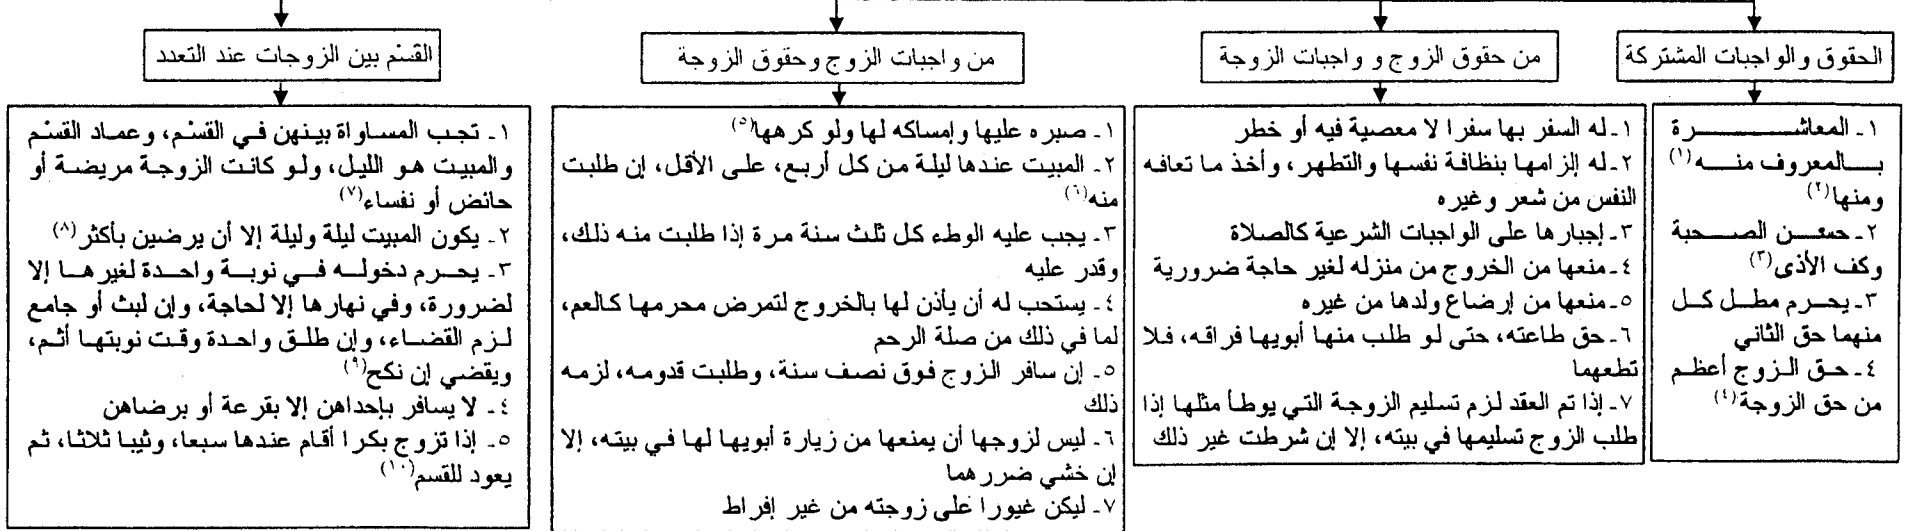 الحقوق والواجبات المشتركة
١- المعاشرة
بالمعروف منه(١)
ومنها(٢)
٢- حسن الصحبة
وكف الأذى(٣)
٣- يحرم مطل كل
منهما حق الثاني
٤- حق الزوج أعظم
من حق الزوجة(٤)
من حقوق الزوج و واجبات الزوجة
١- له السفر بها سفرا لا معصية فيه أو خطر
٢- له إلزامها بنظافة نفسها والتطهر، وأخذ ما تعافه
النفس من شعر وغيره
٣- إجبارها على الواجبات الشرعية كالصلاة
٤- منعها من الخروج من منزله لغير حاجة ضرورية
٥- منعها من إرضاع ولدها من غيره
٦- حق طاعته، حتى لو طلب منها أبويها فراقه، فلا
تطعهما
٧- إذا تم العقد لزم تسليم الزوجة التي يوطأ مثلها إذا
طلب الزوج تسليمها في بيته، إلا إن شرطت غير ذلك
من واجبات الزوج وحقوق الزوجة
١- صبره عليها وإمساكه لها ولو كرهها(٥)
٢- المبيت عندها ليلة من كل أربع، على الأقل، إن طلبت
منه(٦)
٣- يجب عليه الوطء كل ثلث سنة مرة إذا طلبت منه ذلك،
وقدر عليه
٤- يستحب له أن يأذن لها بالخروج لتمرض محرمها كالعم،
لما في ذلك من صلة الرحم
٥- إن سافر الزوج فوق نصف سنة، وطلبت قدومه، لزمه
ذلك
٦- ليس لزوجها أن يمنعها من زيارة أبويها لها في بيته، إلا
إن خشي ضررهما
٧- ليكن غيورا على زوجته من غير إفراط
القسْم بين الزوجات عند التعدد
١- تجب المساواة بينهن في القسْم، وعماد القسْم
والمبيت هو الليل، ولو كانت الزوجة مريضة أو
حائض أو نفساء(٧)
٢- يكون المبيت ليلة وليلة إلا أن يرضين بأكثر(٨)
٣- يحرم دخوله في نوبة واحدة لغيرها إلا
لضرورة، وفي نهارها إلا لحاجة، وإن لبث أو جامع
لزم القضاء، وإن طلق واحدة وقت نوبتها أثم،
ويقضي إن نكح(٩)
٤- لا يسافر بإحداهن إلا بقرعة أو برضاهن
٥- إذا تزوج بكرا أقام عندها سبعا، وثيبا ثلاثا، ثم
يعود للقسم(١٠)